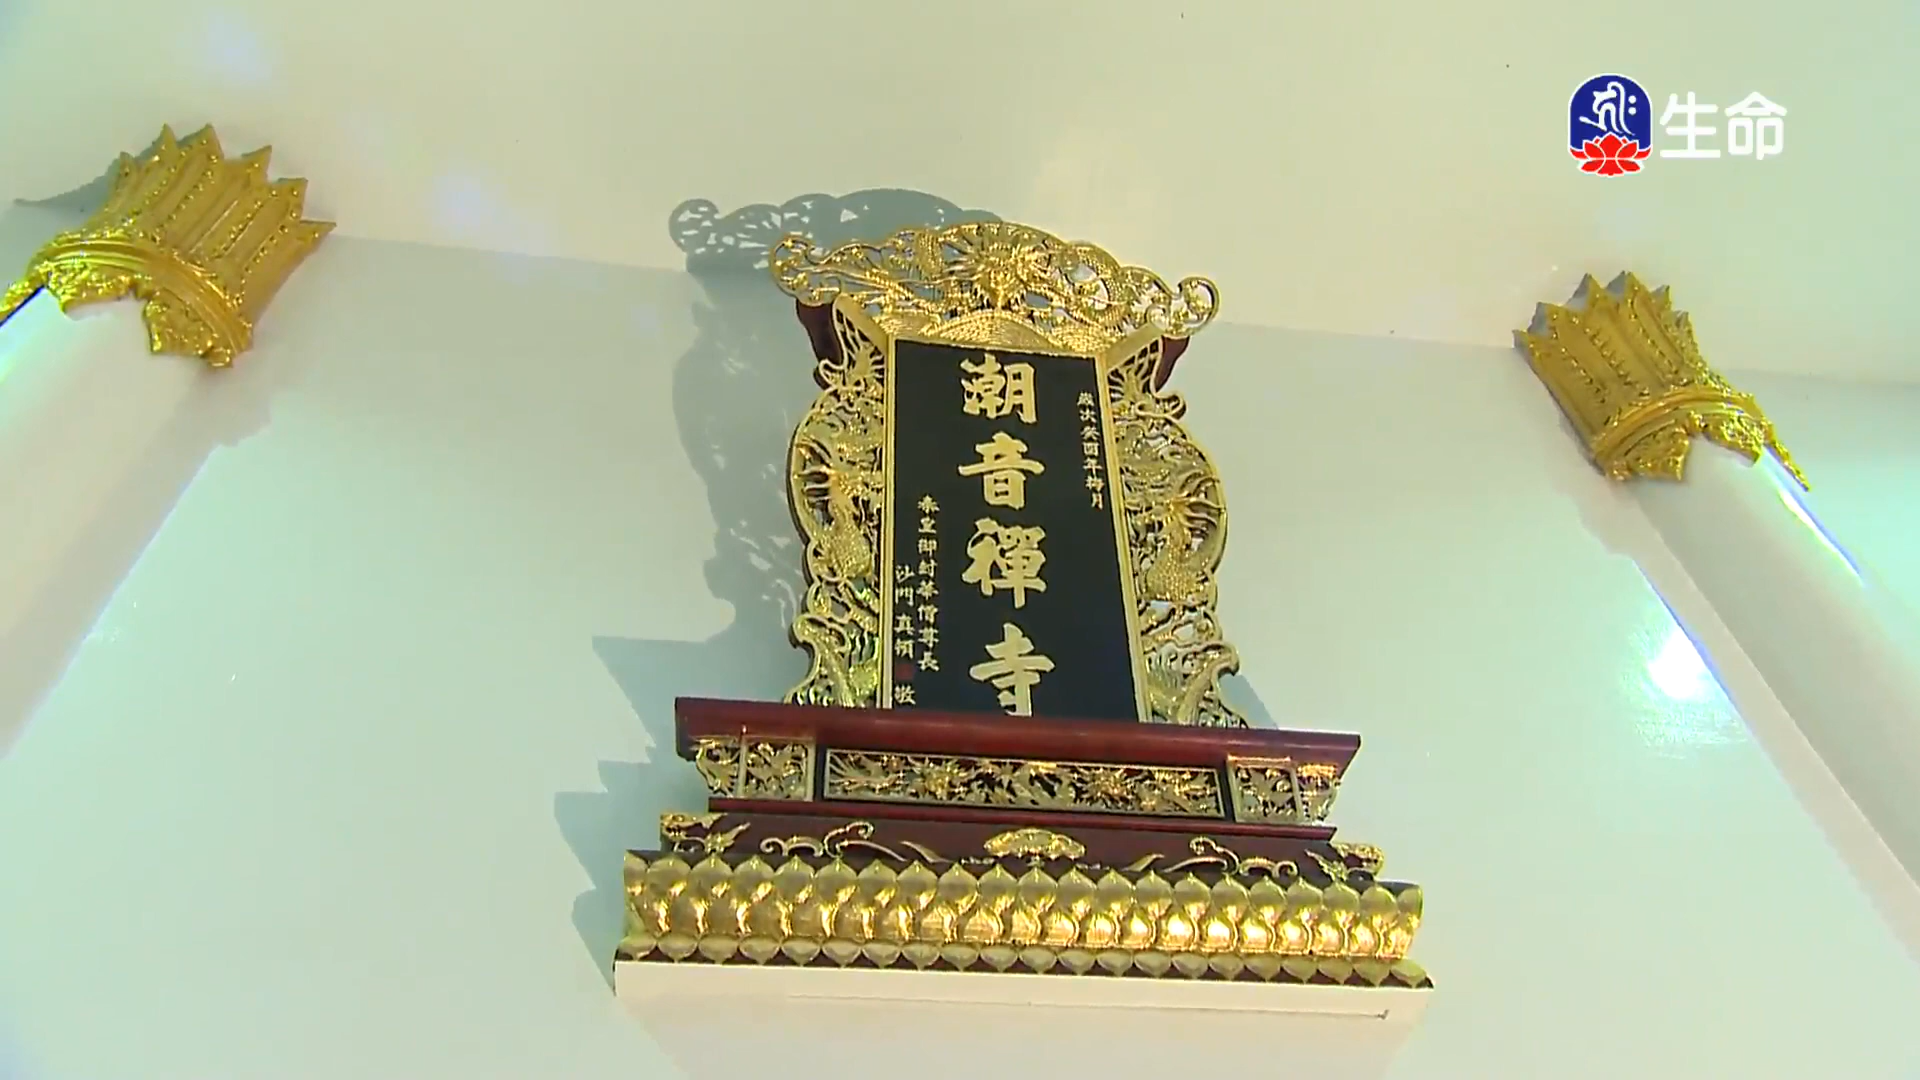 生命
歲次癸酉年梅月
潮音禪寺
泰皇御封華僧尊長
沙門真頓
敬